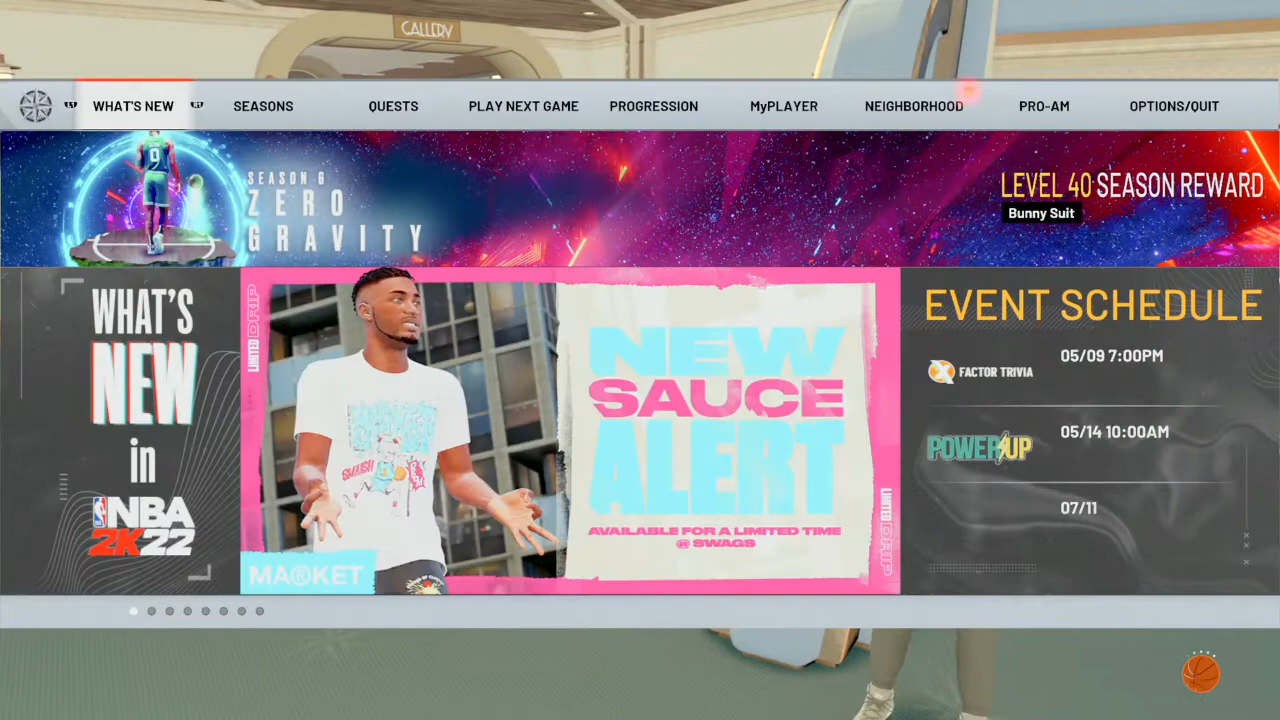 GALLERY
WHAT'S NEW
SEASONS
QUESTS
PLAY NEXT GAME
PROGRESSION
MyPLAYER
NEIGHBORHOOD
PRO-AM
OPTIONS/QUIT
SEASON 6
ZERO
GRAVITY
LEVEL 40 SEASON REWARD
Bunny Suit
WHAT'S
NEW
in
NBA
2K22
LIMITED DRIP
MA®KET
NEW
SAUCE
ALERT
AVAILABLE FOR A LIMITED TIME
@ SWAGS
LIMITED DRIP
EVENT SCHEDULE
X FACTOR TRIVIA
05/09 7:00PM
POWER UP
05/14 10:00AM
07/11